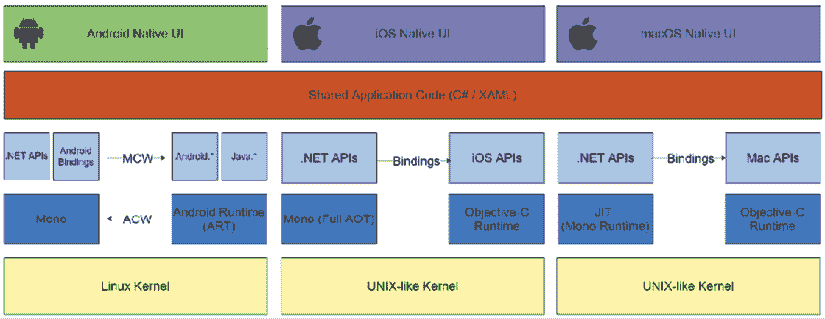 Android Native UI
iOS Native UI
macOS Native UI
Shared Application Code (C# / XAML)
.NET APIs
Android
Bindings
MCW
Android.*
Java.*
.NET APIs
Bindings
iOS APIs
.NET APIs
Bindings
Mac APIs
Mono
ACW
Android Runtime
(ART)
Mono (Full AOT)
Objective C
Runtime
JIT
(Mono Runtime)
Objective C
Runtime
Linux Kernel
UNIX-like Kernel
UNIX-like Kernel